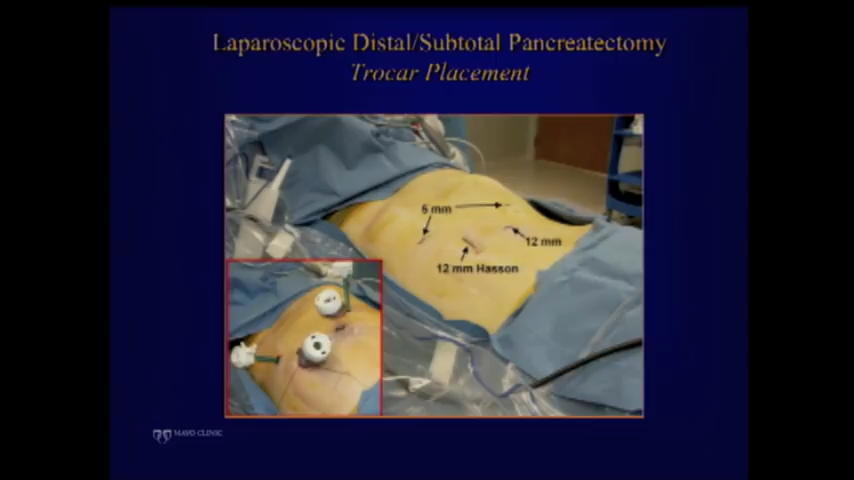 Laparoscopic Distal/Subtotal Pancreatectomy
Trocar Placement
5 mm
12 mm
12 mm Hasson
MAYO CLINIC